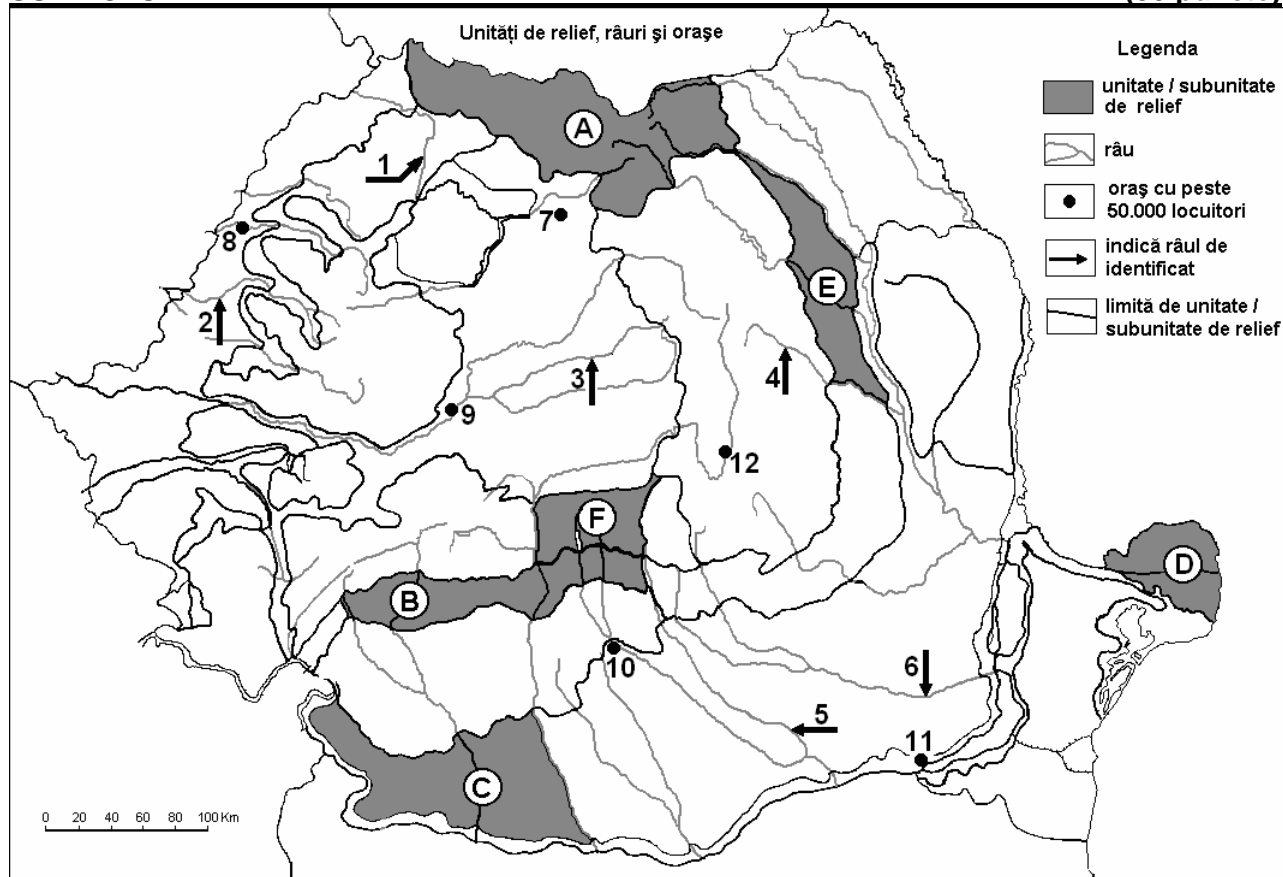 Unități de relief, râuri și orașe
Legenda
unitate / subunitate
de relief
râu
oraș cu peste
50.000 locuitori
indică râul de
identificat
limită de unitate /
subunitate de relief
A
1
7
8
E
2
3
4
9
12
F
D
B
10
6
5
11
C
0 20 40 60 80 100 Km